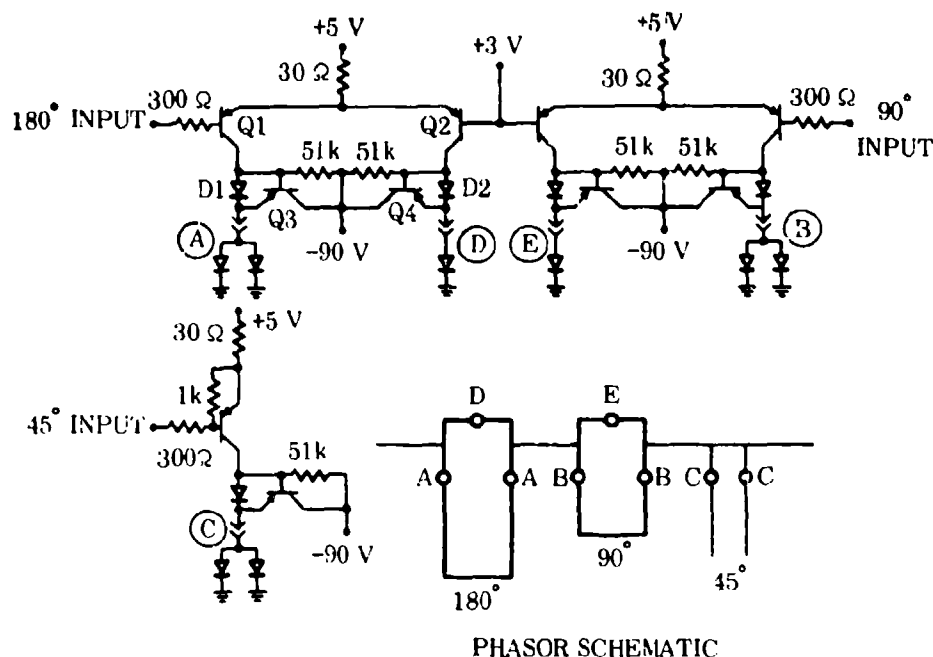 +5 V
+3 V
+5 V
30 Ω
30 Ω
180° INPUT
300 Ω
Q1
Q2
300 Ω
90° INPUT
51k
51k
51k
51k
D1
Q3
Q4
D2
A
-90 V
D
E
-90 V
B
+5 V
30 Ω
1k
45° INPUT
300Ω
51k
C
-90 V
D
E
A
A
B
B
C
C
90°
45°
180°
PHASOR SCHEMATIC